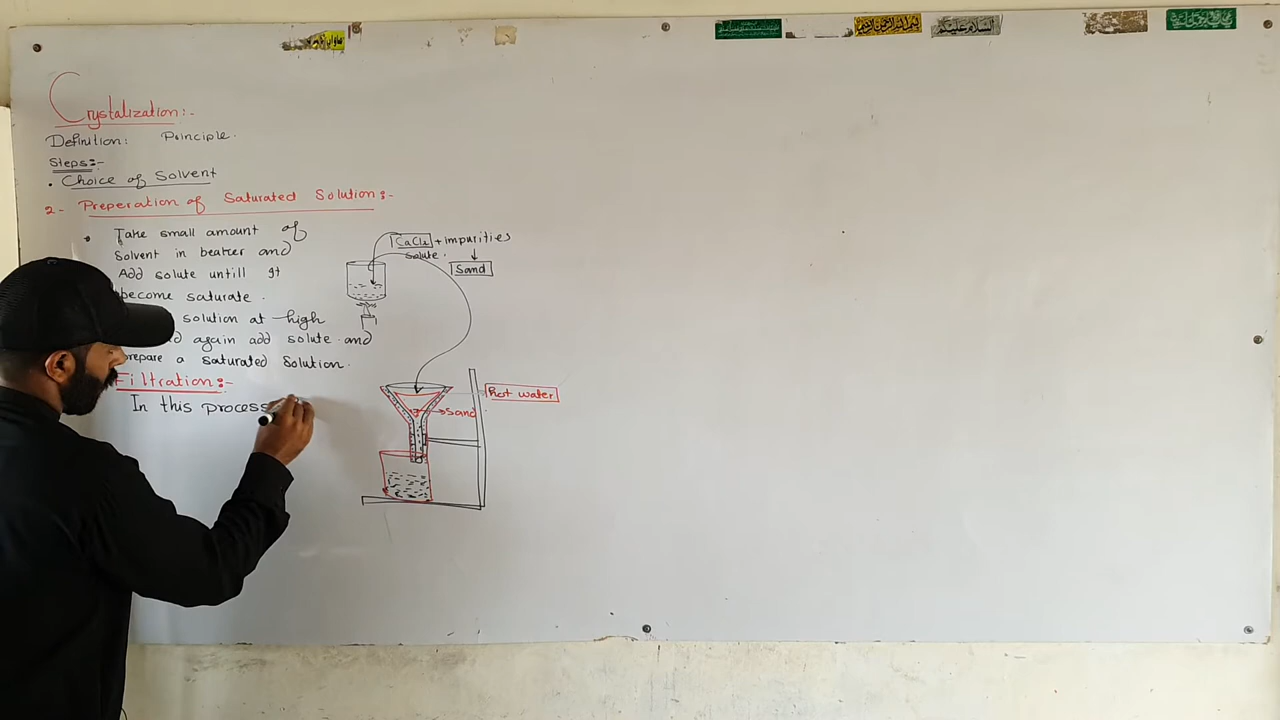 Crystalization:-
Definition: Principle.
Steps:-
• Choice of Solvent
2- Preperation of Saturated Solution:-
• Take small amount of
Solvent in beaker and
Add solute untill it
become saturate.
solution at high
again add solute and
prepare a saturated Solution.
Filtration:-
In this process
CaCl2 + impurities
Solute.
Sand
Hot water
Sand
السلام علیکم